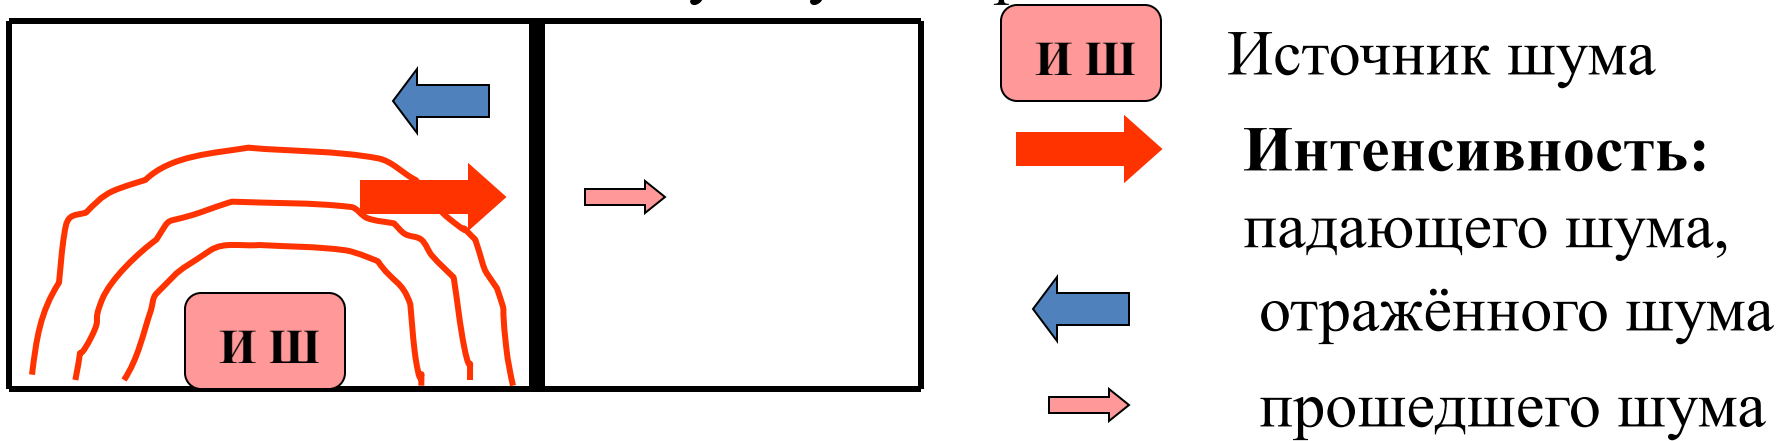 И Ш
Источник шума
Интенсивность:
падающего шума,
отражённого шума
И Ш
прошедшего шума